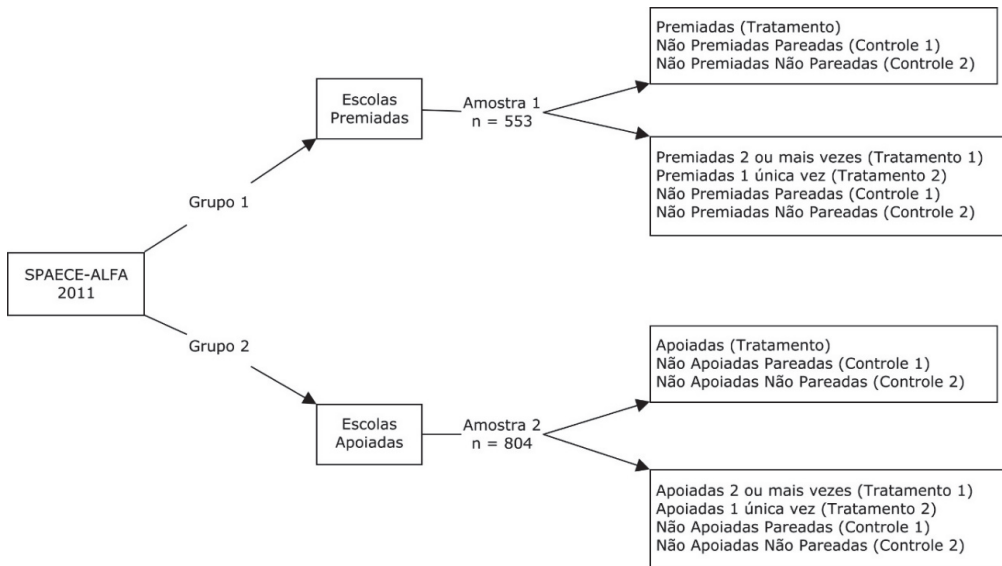 SPAECE-ALFA
2011
Grupo 1
Escolas
Premiadas
Amostra 1
n = 553
Premiadas (Tratamento)
Não Premiadas Pareadas (Controle 1)
Não Premiadas Não Pareadas (Controle 2)
Premiadas 2 ou mais vezes (Tratamento 1)
Premiadas 1 única vez (Tratamento 2)
Não Premiadas Pareadas (Controle 1)
Não Premiadas Não Pareadas (Controle 2)
Grupo 2
Escolas
Apoiadas
Amostra 2
n = 804
Apoiadas (Tratamento)
Não Apoiadas Pareadas (Controle 1)
Não Apoiadas Não Pareadas (Controle 2)
Apoiadas 2 ou mais vezes (Tratamento 1)
Apoiadas 1 única vez (Tratamento 2)
Não Apoiadas Pareadas (Controle 1)
Não Apoiadas Não Pareadas (Controle 2)